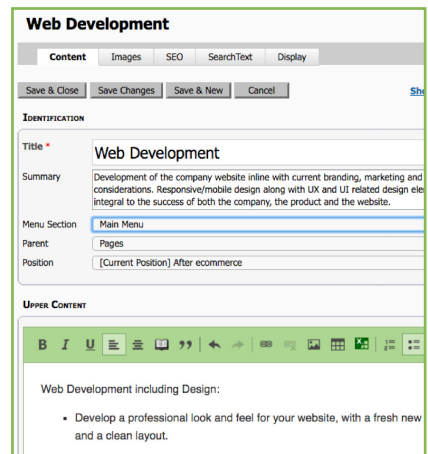 Web Development
Content Images SEO SearchText Display
Save & Close Save Changes Save & New Cancel
IDENTIFICATION
Title * Web Development
Summary Development of the company website inline with current branding, marketing and
considerations. Responsive/mobile design along with UX and UI related design
integral to the success of both the company, the product and the website.
Menu Section Main Menu
Parent Pages
Position [Current Position] After ecommerce
UPPER CONTENT
B I U
Web Development including Design:
• Develop a professional look and feel for your website, with a fresh new
and a clean layout.